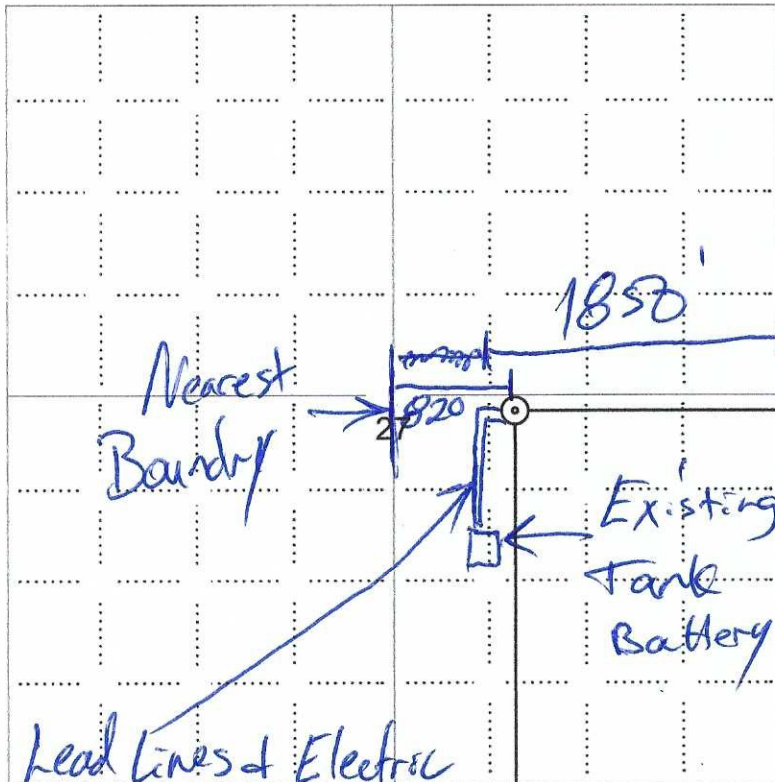 1850'
Nearest
Boundry
27
820
Existing
Tank
Battery
Lead Lines & Electric